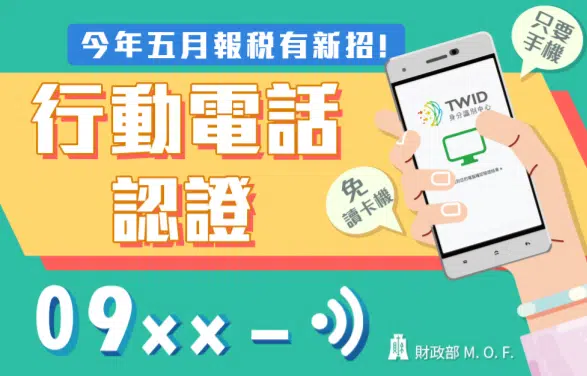 今年五月報税有新招!
只要
手機
行動電話
認證
TWID
身分識別中心
免
讀卡機
09xx-
財政部 M.O.F.